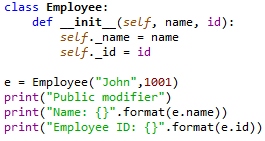 class Employee:
    def __init__(self, name, id):
        self._name = name
        self._id = id

e = Employee("John",1001)
print("Public modifier")
print("Name: {}".format(e.name))
print("Employee ID: {}".format(e.id))